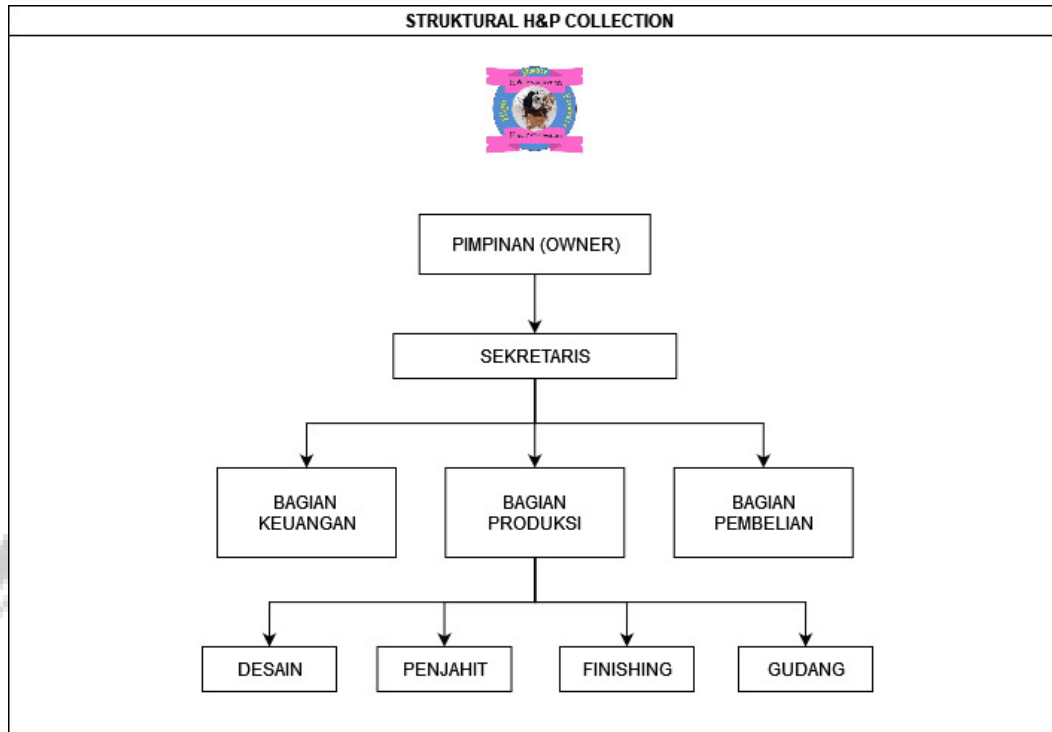 STRUKTURAL H&P COLLECTION
PIMPINAN (OWNER)
SEKRETARIS
BAGIAN
KEUANGAN
BAGIAN
PRODUKSI
BAGIAN
PEMBELIAN
DESAIN
PENJAHIT
FINISHING
GUDANG